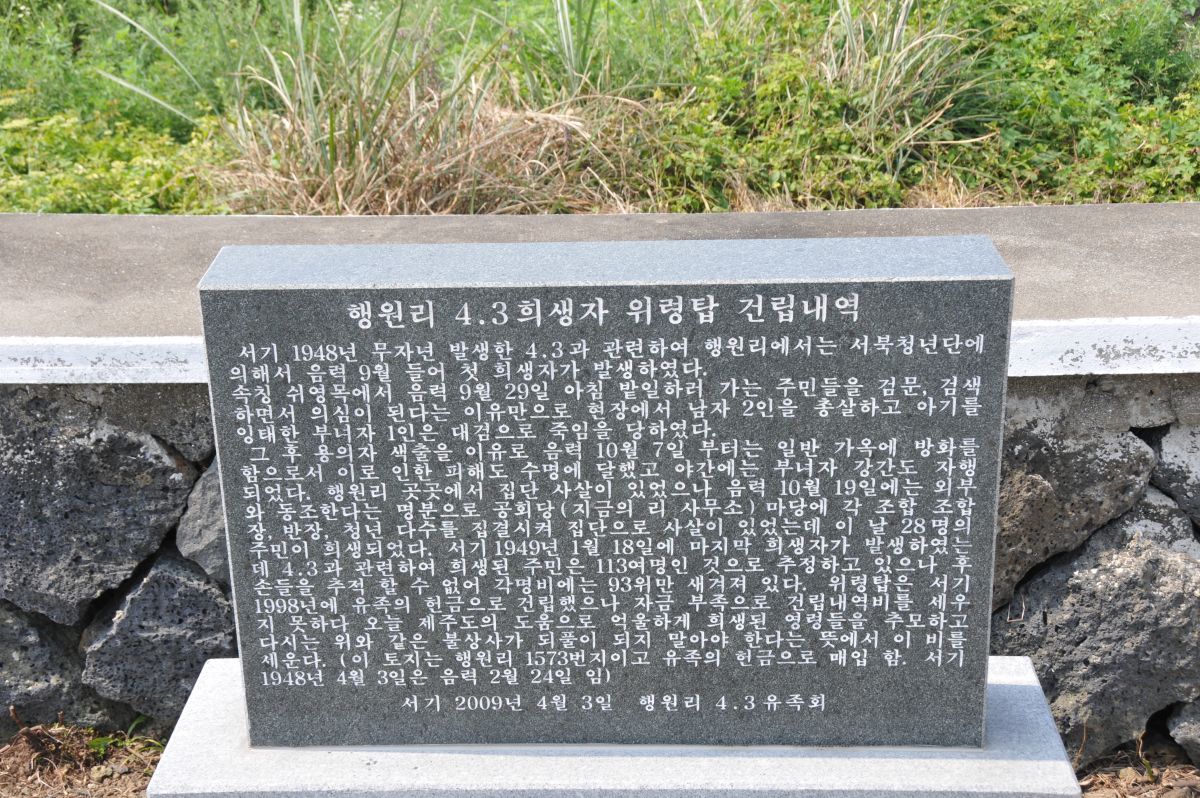 행원리 4.3희생자 위령탑 건립내역
서기 1948년 무자년 발생한 4.3과 관련하여 행원리에서는 서북청년단에
의해서 음력 9월 들어 첫 희생자가 발생하였다.
속칭 쉬영목에서 음력 9월 29일 아침 밭일하러 가는 주민들을 검문, 검색
하면서 의심이 된다는 이유만으로 현장에서 남자 2인을 총살하고 아기를
잉태한 부녀자 1인은 대검으로 죽임을 당하였다.
그 후 용의자 색출을 이유로 음력 10월 7일 부터는 일반 가옥에 방화를
함으로서 이로 인한 피해도 수명에 달했고 야간에는 부녀자 강간도 자행
되었다. 행원리 곳곳에서 집단 사살이 있었으나 음력 10월 19일에는 외부
와 동조한다는 명분으로 공회당(지금의 리 사무소)마당에 각 조합 조합
장, 반장, 청년 다수를 집결시켜 집단으로 사살이 있었는데 이 날 28명의
주민이 희생되었다. 서기1949년 1월 18일에 마지막 희생자가 발생하였는
데 4.3과 관련하여 희생된 주민은 113여명인 것으로 추정하고 있으나 후
손들을 추적 할 수 없어 각명비에는 93위만 새겨져 있다. 위령탑은 서기
1998년에 유족의 헌금으로 건립했으나 자금 부족으로 건립내역비를 세우
지 못하다 오늘 제주도의 도움으로 억울하게 희생된 영령들을 추모하고
다시는 위와 같은 불상사가 되풀이 되지 말아야 한다는 뜻에서 이 비를
세운다. (이 토지는 행원리 1573번지이고 유족의 헌금으로 매입 함. 서기
1948년 4월 3일은 음력 2월 24일 임)
서기 2009년 4월 3일 행원리 4.3유족회